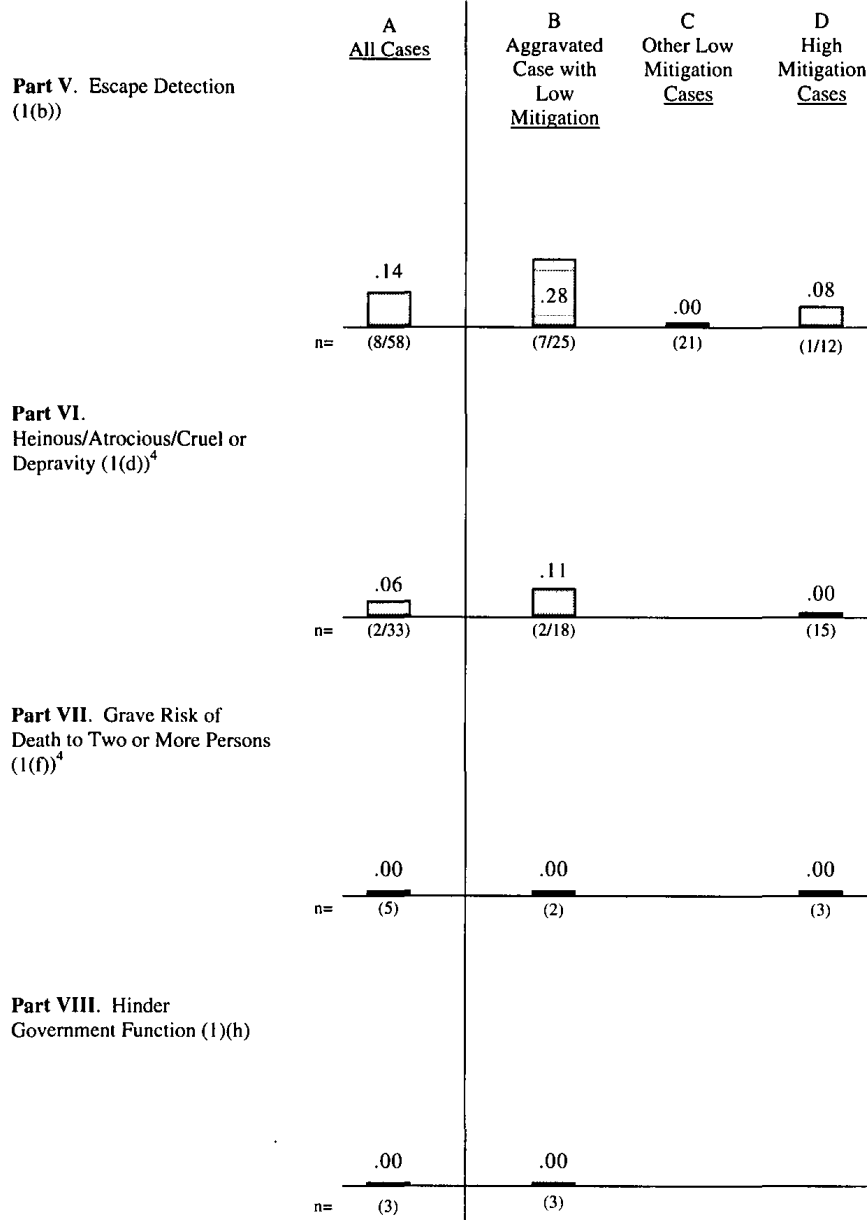 A
All Cases
B
Aggravated
Case with
Low
Mitigation
C
Other Low
Mitigation
Cases
D
High
Mitigation
Cases
Part V. Escape Detection
(1(b))
.14
.28
.00
.08
n= (8/58) (7/25) (21) (1/12)
Part VI.
Heinous/Atrocious/Cruel or
Depravity (1(d))4
.06
.11
.00
n= (2/33) (2/18) (15)
Part VII. Grave Risk of
Death to Two or More Persons
(1(f))4
.00
.00
.00
n= (5) (2) (3)
Part VIII. Hinder
Government Function (1)(h)
.00
.00
n= (3) (3)